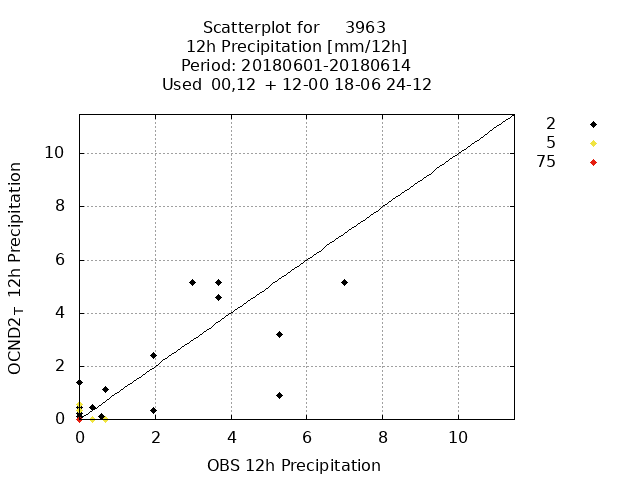 Scatterplot for 3963
12h Precipitation [mm/12h]
Period: 20180601-20180614
Used 00,12 + 12-00 18-06 24-12
2
5
75
10
8
6
4
2
0
OCND2T 12h Precipitation
0 2 4 6 8 10
OBS 12h Precipitation